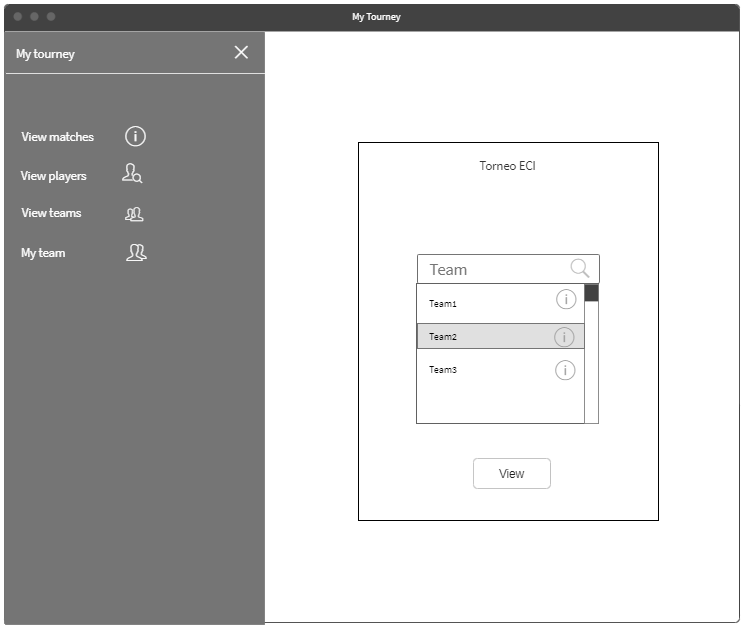 My Tourney
My tourney
View matches
View players
View teams
My team
Torneo ECI
Team
Team1
Team2
Team3
View